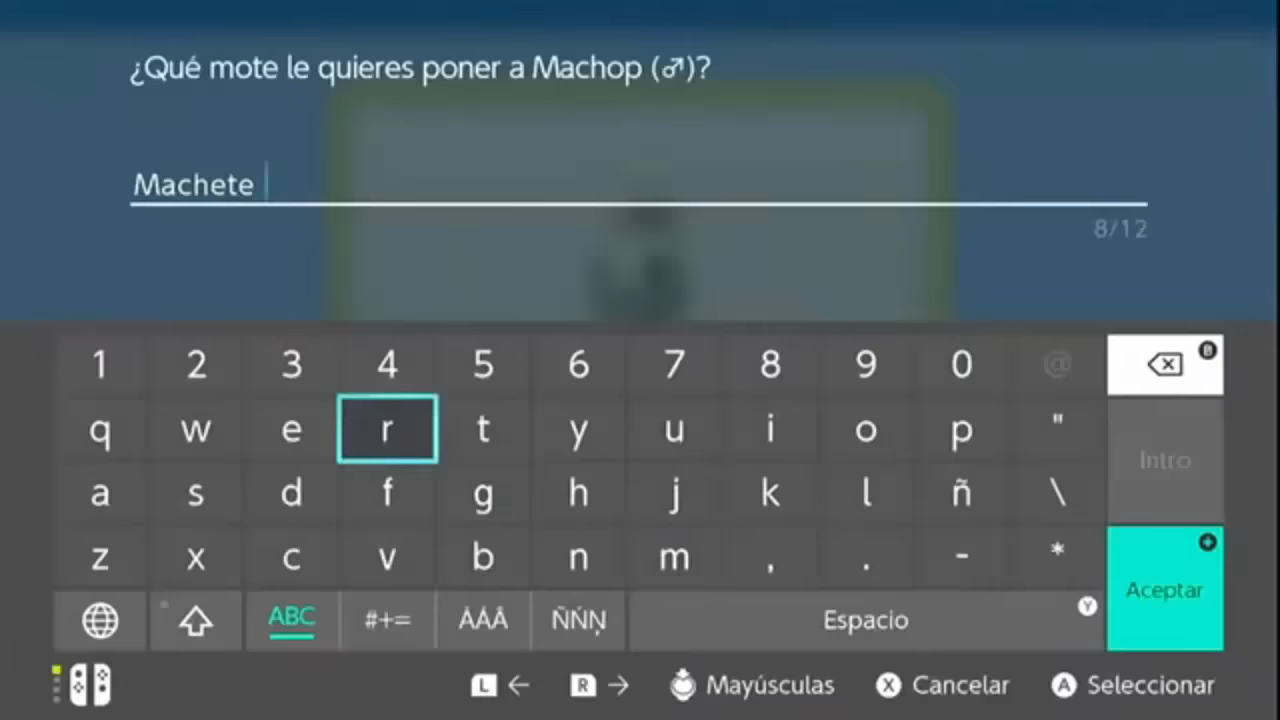 ¿Qué mote le quieres poner a Machop (♂)?
Machete
8/12
1 2 3 4 5 6 7 8 9 0 @
q w e r t y u i o p "
a s d f g h j k l ñ \
z x c v b n m , . - *
B
Intro
+
Aceptar
ABC #+= ÀÁÂ ÑŃŅ Espacio Y
L ← R → Mayúsculas X Cancelar A Seleccionar